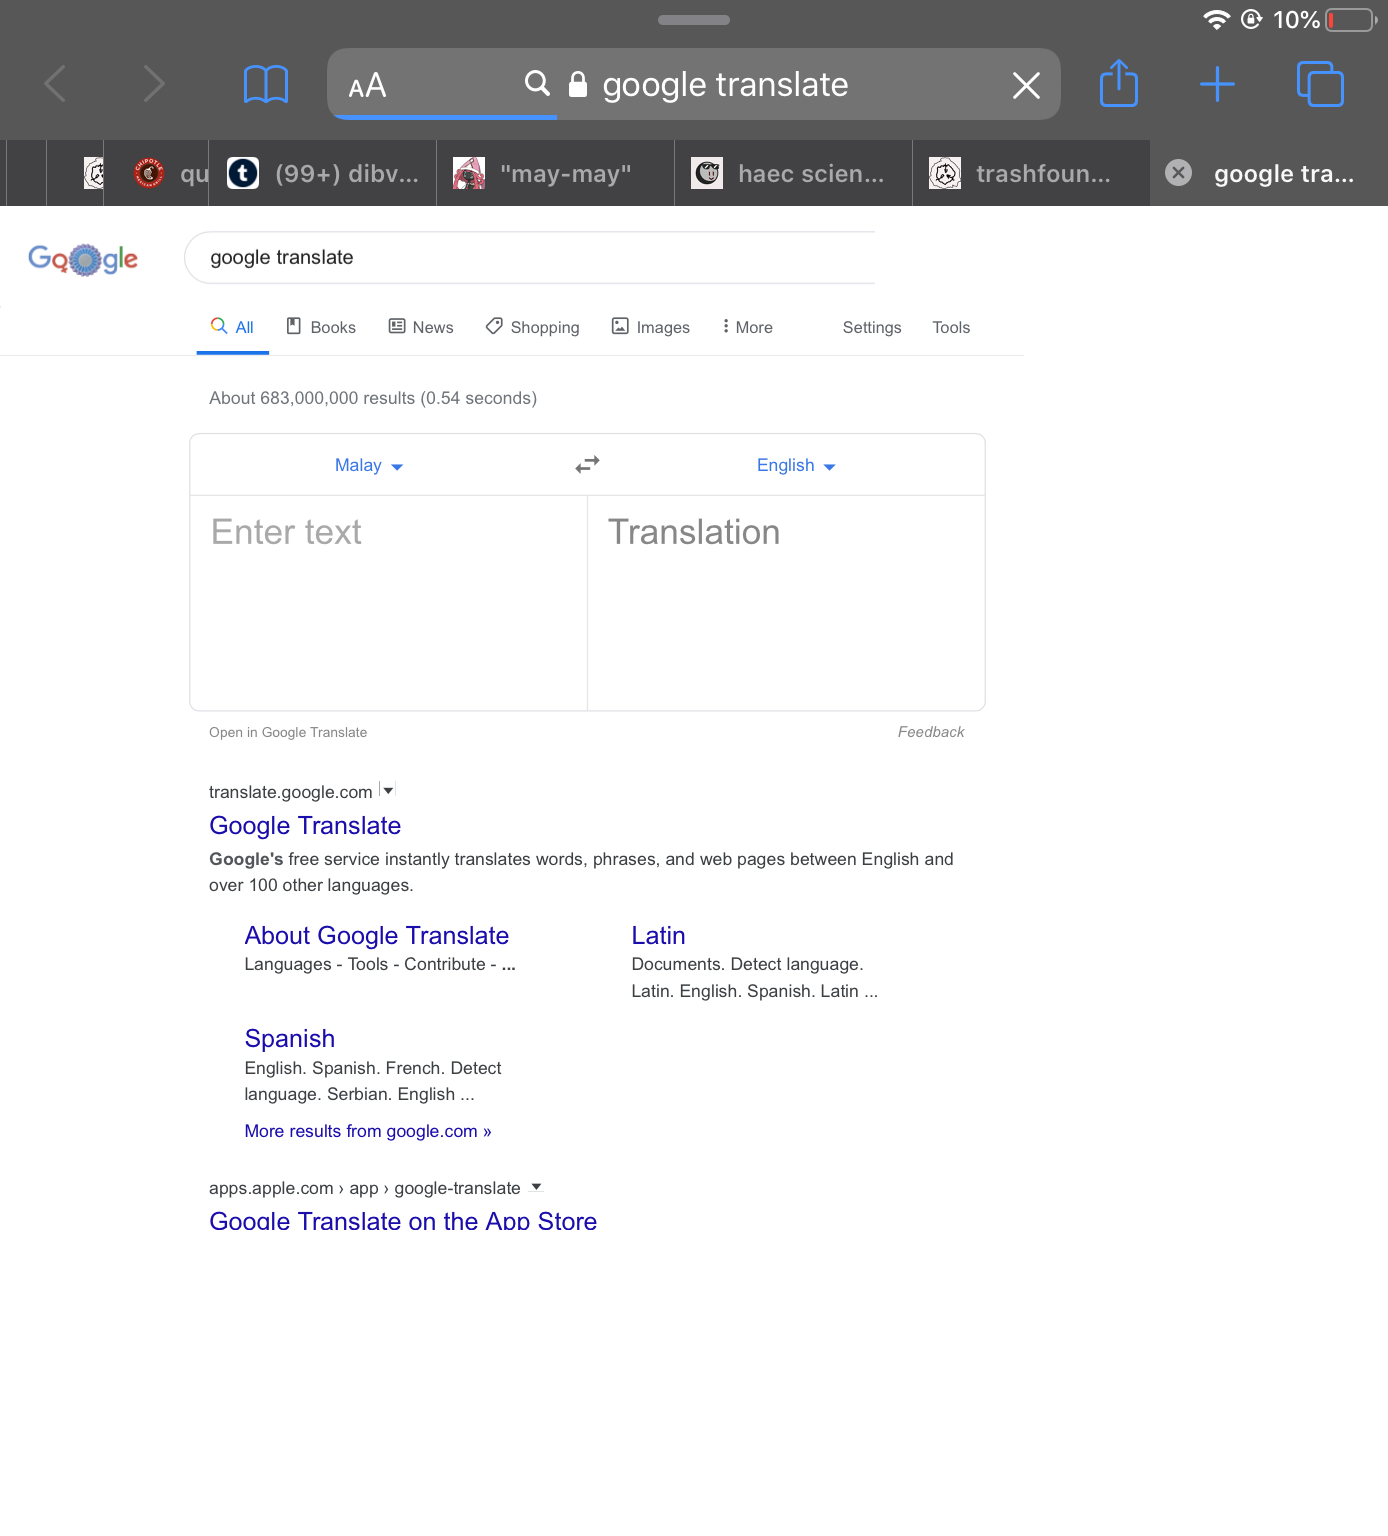 10%
AA google translate
qu
(99+) dibv...
"may-may"
haec scien...
trashfoun...
google tra...
Google
google translate
All Books News Shopping Images More Settings Tools
About 683,000,000 results (0.54 seconds)
Malay English
Enter text Translation
Open in Google Translate Feedback
translate.google.com
Google Translate
Google's free service instantly translates words, phrases, and web pages between English and
over 100 other languages.
About Google Translate
Languages - Tools - Contribute - ...
Latin
Documents. Detect language.
Latin. English. Spanish. Latin ...
Spanish
English. Spanish. French. Detect
language. Serbian. English ...
More results from google.com »
apps.apple.com › app › google-translate
Google Translate on the App Store